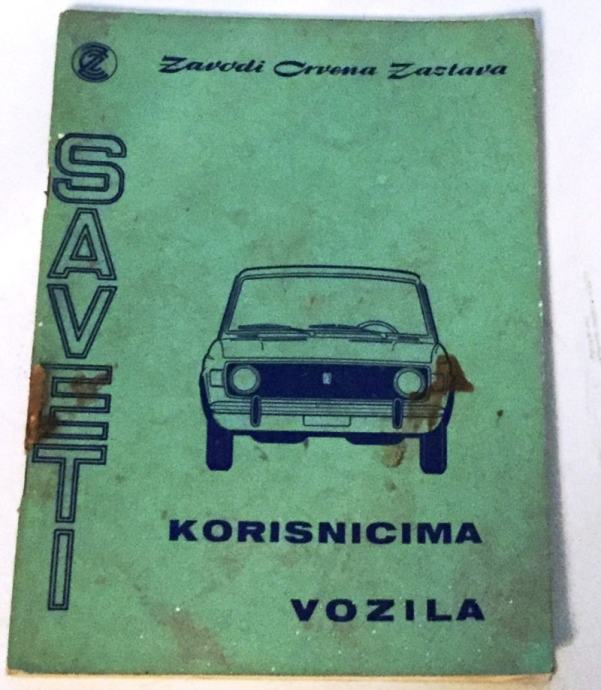 Zavodi Crvena Zastava
SAVETI
KORISNICIMA
VOZILA